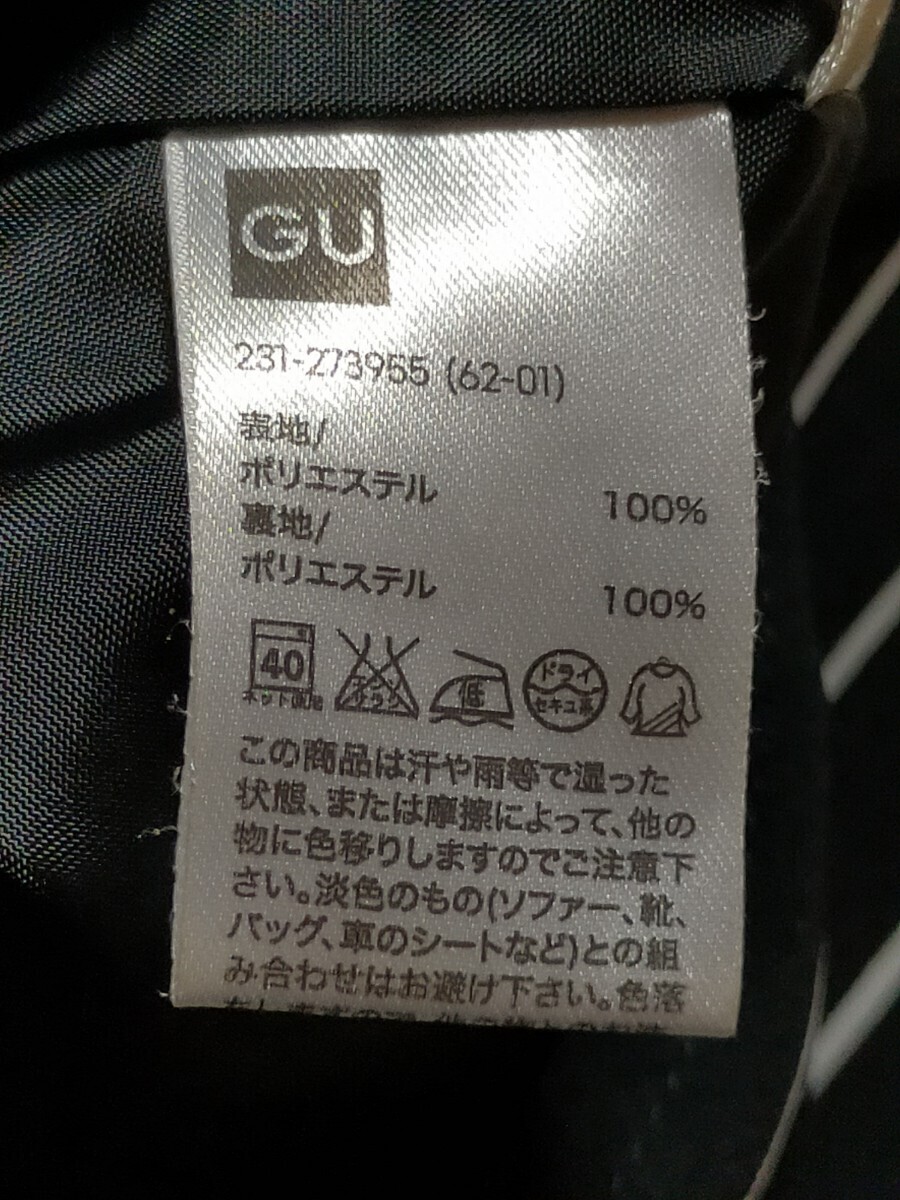 GU
231-273955 (62-01)
表地/
ポリエステル 100%
裏地/
ポリエステル 100%
40
ネット使用
エンソサラシ
低
ドライ
セキユ系
この商品は汗や雨等で湿った
状態、または摩擦によって、他の
物に色移りしますのでご注意下
さい。淡色のもの(ソファー、靴、
バッグ、車のシートなど)との組
み合わせはお避け下さい。色落